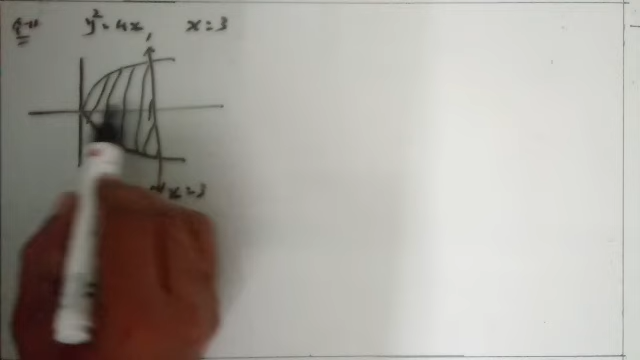 y² = 4x, x = 3
x = 3